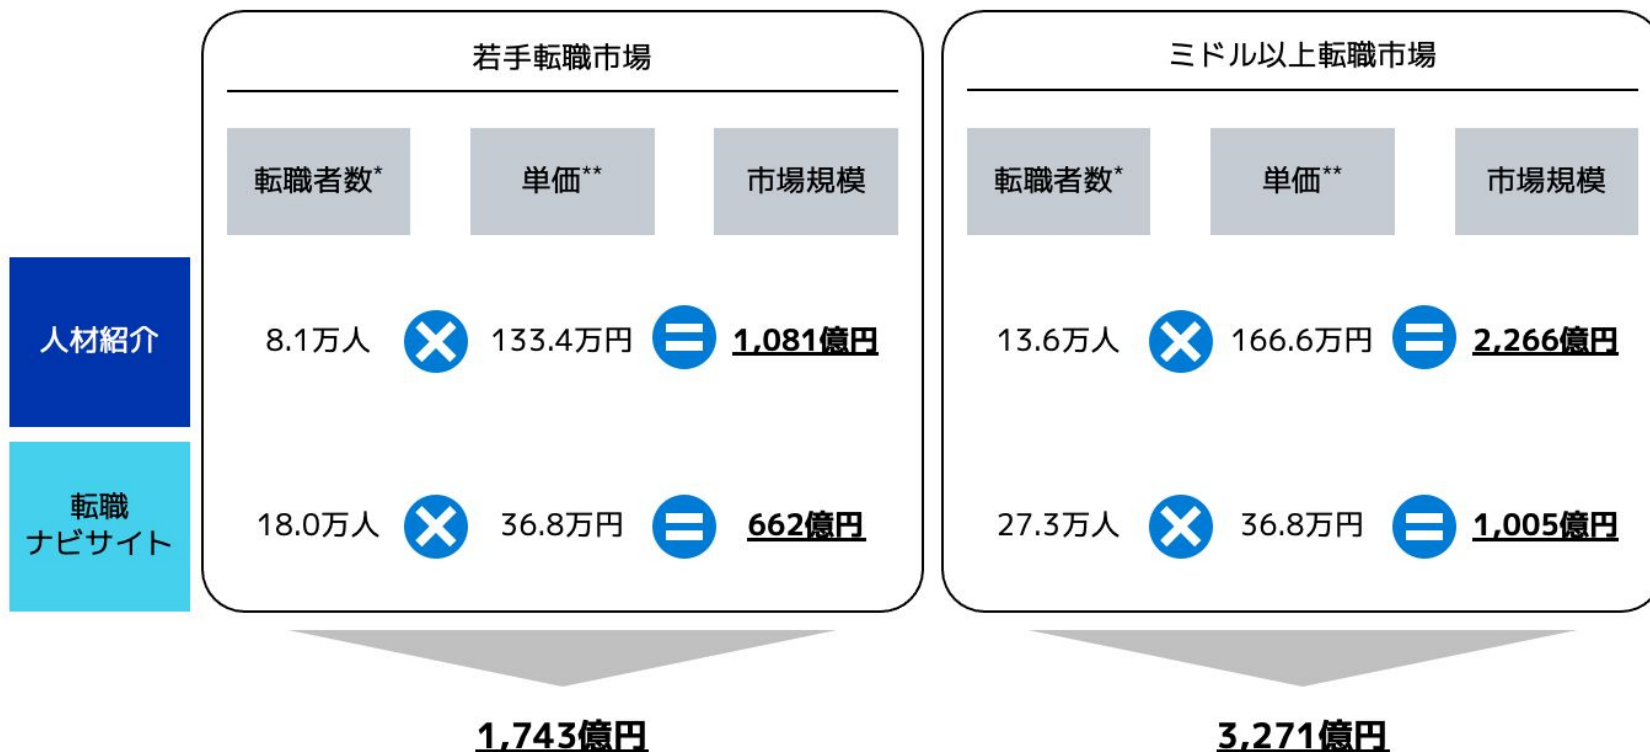 若手転職市場
転職者数* 単価** 市場規模
ミドル以上転職市場
転職者数* 単価** 市場規模
人材紹介
8.1万人 × 133.4万円 = 1,081億円
13.6万人 × 166.6万円 = 2,266億円
転職
ナビサイト
18.0万人 × 36.8万円 = 662億円
27.3万人 × 36.8万円 = 1,005億円
1,743億円
3,271億円